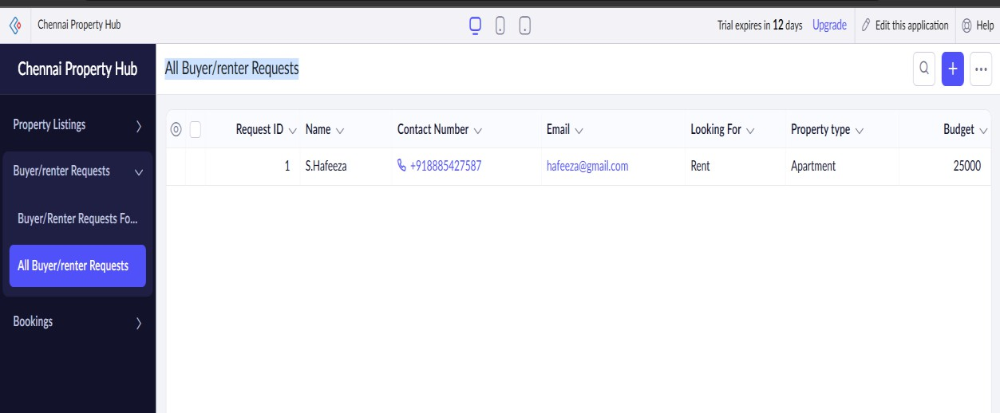 Chennai Property Hub
Trial expires in 12 days Upgrade Edit this application Help
Chennai Property Hub
All Buyer/renter Requests
Property Listings
Buyer/renter Requests
Buyer/Renter Requests Fo...
All Buyer/renter Requests
Bookings
Request ID Name Contact Number Email Looking For Property type Budget
1 S.Hafeeza +918885427587 hafeeza@gmail.com Rent Apartment 25000